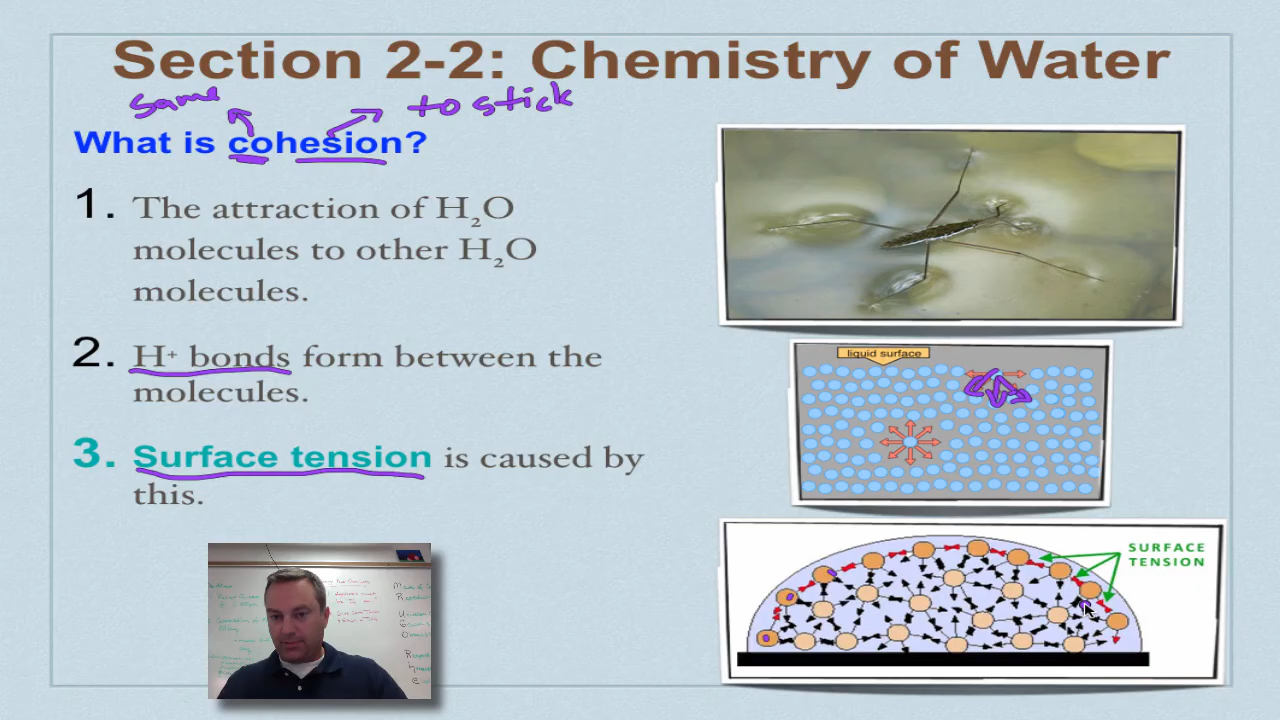 Section 2-2: Chemistry of Water
same
to stick
What is cohesion?
1. The attraction of H₂O
molecules to other H₂O
molecules.
2. H⁺ bonds form between the
molecules.
3. Surface tension is caused by
this.
liquid surface
SURFACE
TENSION